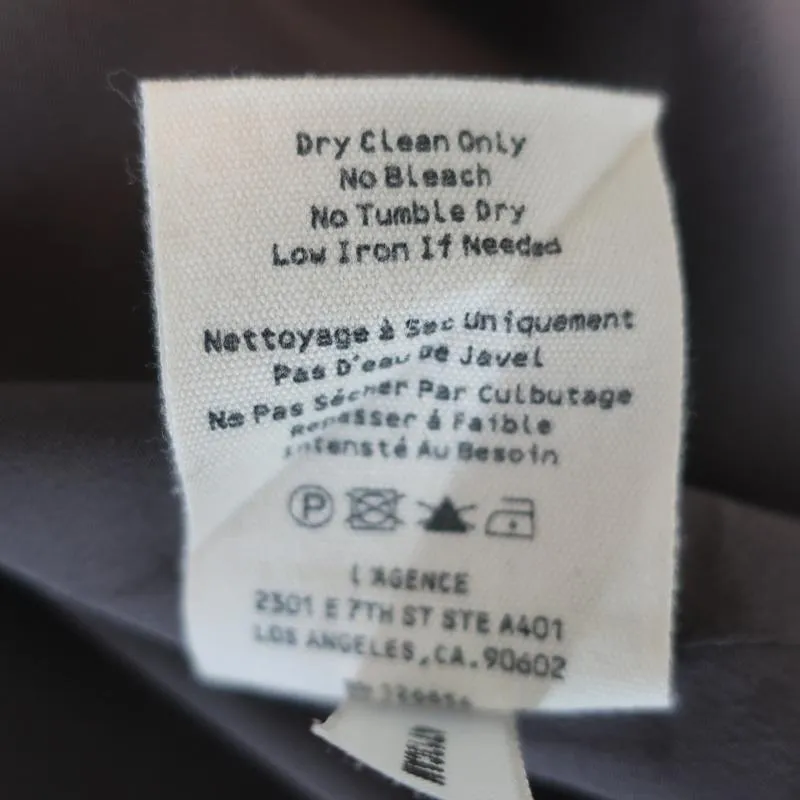 Dry Clean Only
No Bleach
No Tumble Dry
Low Iron If Needed
Nettoyage à Sec Uniquement
Pas D'eau De Javel
Ne Pas Sécher Par Culbutage
Repasser à Faible
Intensté Au Besoin
P
L'AGENCE
2301 E 7TH ST STE A401
LOS ANGELES, CA. 90602